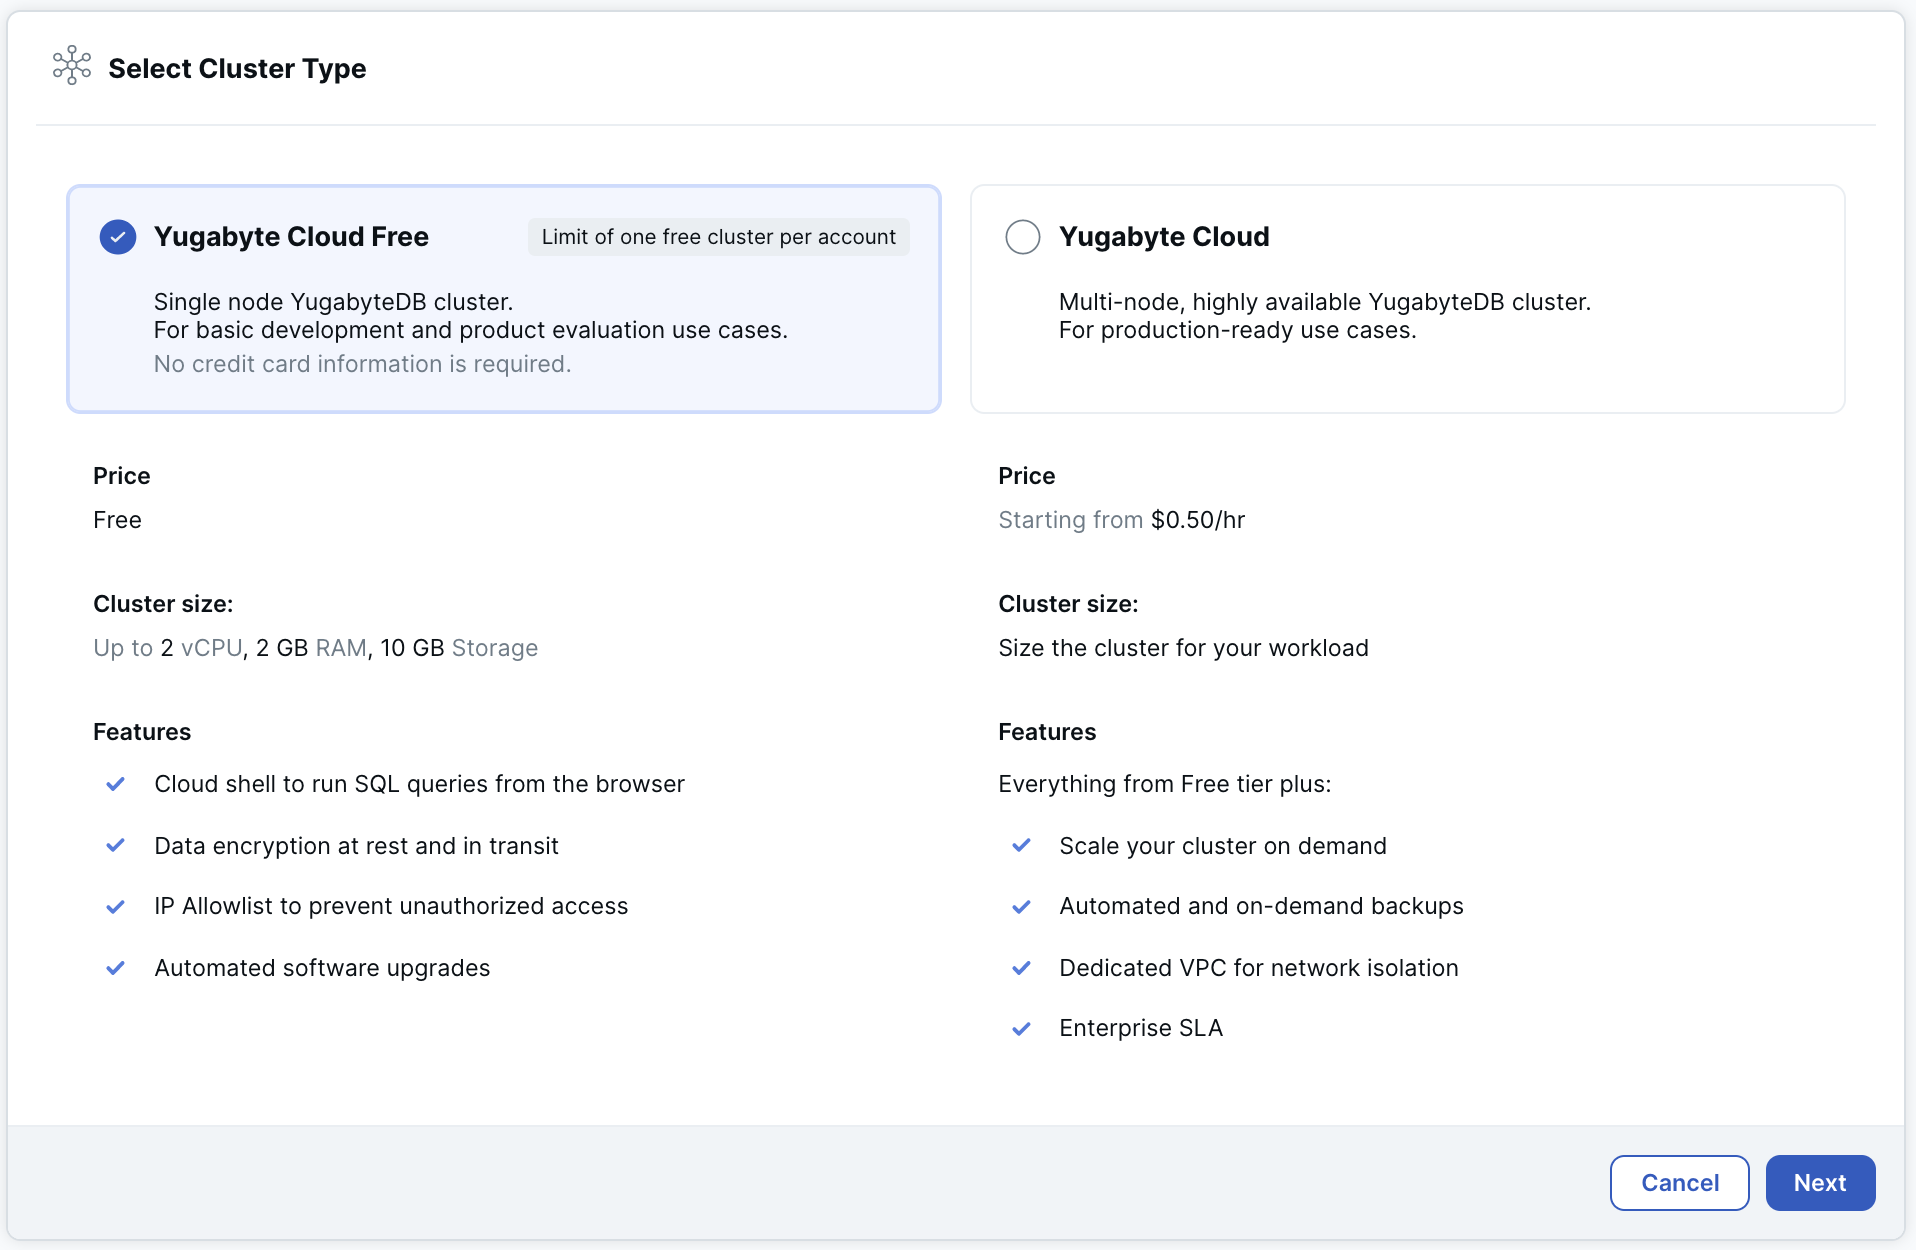 Select Cluster Type
Yugabyte Cloud Free
Limit of one free cluster per account
Single node YugabyteDB cluster.
For basic development and product evaluation use cases.
No credit card information is required.
Price
Free
Cluster size:
Up to 2 vCPU, 2 GB RAM, 10 GB Storage
Features
Cloud shell to run SQL queries from the browser
Data encryption at rest and in transit
IP Allowlist to prevent unauthorized access
Automated software upgrades
Yugabyte Cloud
Multi-node, highly available YugabyteDB cluster.
For production-ready use cases.
Price
Starting from $0.50/hr
Cluster size:
Size the cluster for your workload
Features
Everything from Free tier plus:
Scale your cluster on demand
Automated and on-demand backups
Dedicated VPC for network isolation
Enterprise SLA
Cancel
Next